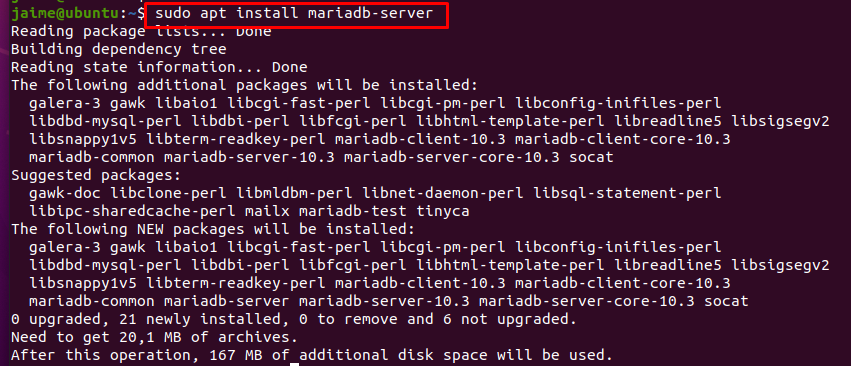 jaime@ubuntu:~$ sudo apt install mariadb-server
Reading package lists... Done
Building dependency tree
Reading state information... Done
The following additional packages will be installed:
galera-3 gawk libaio1 libcgi-fast-perl libcgi-pm-perl libconfig-inifiles-perl
libdbd-mysql-perl libdbi-perl libfcgi-perl libhtml-template-perl libreadline5 libsigsegv2
libsnappy1v5 libterm-readkey-perl mariadb-client-10.3 mariadb-client-core-10.3
mariadb-common mariadb-server-10.3 mariadb-server-core-10.3 socat
Suggested packages:
gawk-doc libclone-perl libmldbm-perl libnet-daemon-perl libsql-statement-perl
libipc-sharedcache-perl mailx mariadb-test tinyca
The following NEW packages will be installed:
galera-3 gawk libaio1 libcgi-fast-perl libcgi-pm-perl libconfig-inifiles-perl
libdbd-mysql-perl libdbi-perl libfcgi-perl libhtml-template-perl libreadline5 libsigsegv2
libsnappy1v5 libterm-readkey-perl mariadb-client-10.3 mariadb-client-core-10.3
mariadb-common mariadb-server mariadb-server-10.3 mariadb-server-core-10.3 socat
0 upgraded, 21 newly installed, 0 to remove and 6 not upgraded.
Need to get 20,1 MB of archives.
After this operation, 167 MB of additional disk space will be used.